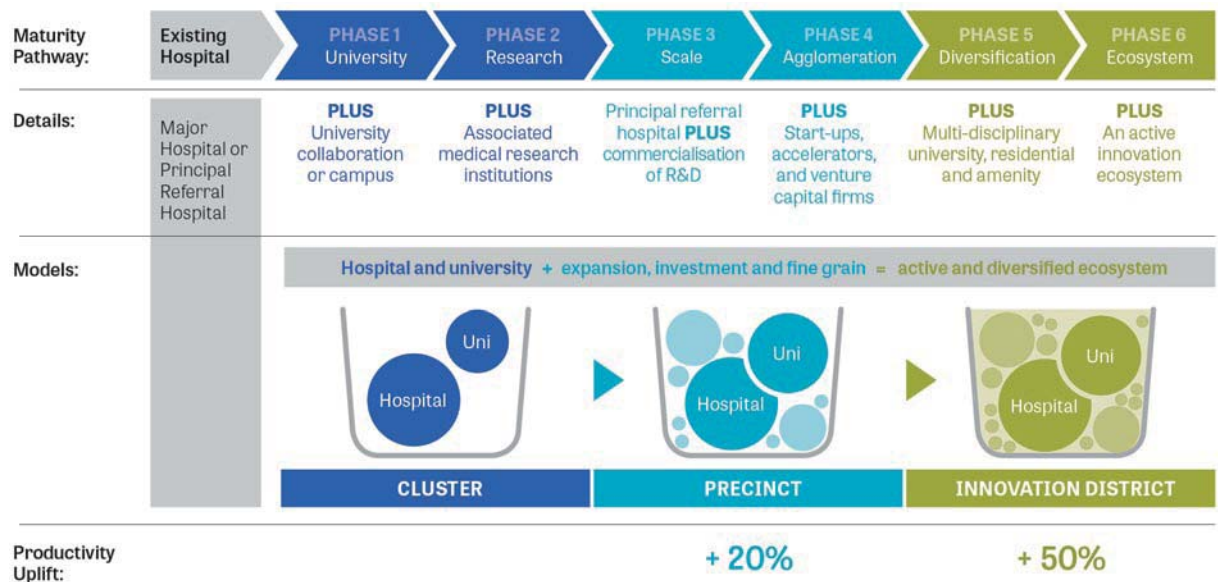 Maturity
Pathway:
Existing
Hospital
PHASE 1
University
PHASE 2
Research
PHASE 3
Scale
PHASE 4
Agglomeration
PHASE 5
Diversification
PHASE 6
Ecosystem
Details:
Major
Hospital or
Principal
Referral
Hospital
PLUS
University
collaboration
or campus
PLUS
Associated
medical research
institutions
Principal referral
hospital PLUS
commercialisation
of R&D
PLUS
Start-ups,
accelerators,
and venture
capital firms
PLUS
Multi-disciplinary
university, residential
and amenity
PLUS
An active
innovation
ecosystem
Models:
Hospital and university + expansion, investment and fine grain = active and diversified ecosystem
Uni
Hospital
Uni
Hospital
Uni
Hospital
CLUSTER
PRECINCT
INNOVATION DISTRICT
Productivity
Uplift:
+ 20%
+ 50%